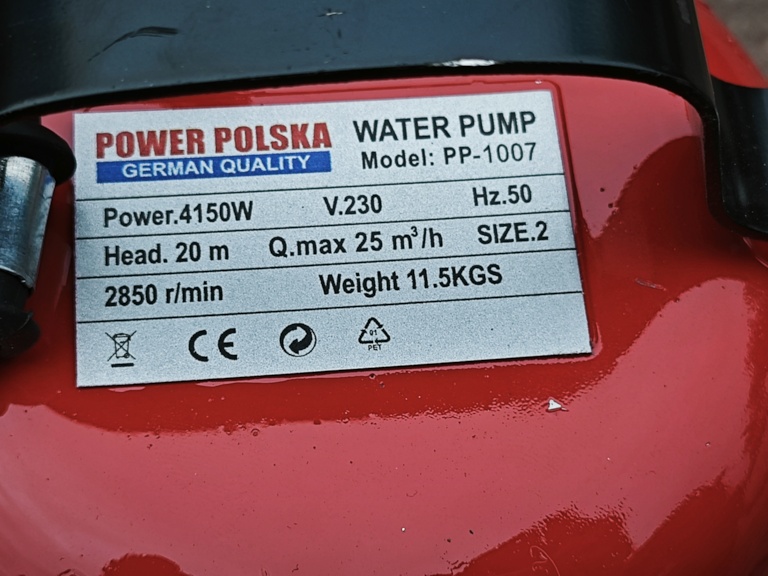 POWER POLSKA
GERMAN QUALITY
WATER PUMP
Model: PP-1007
Power.4150W V.230 Hz.50
Head. 20 m Q.max 25 m³/h SIZE.2
2850 r/min Weight 11.5KGS
CE
01
PET